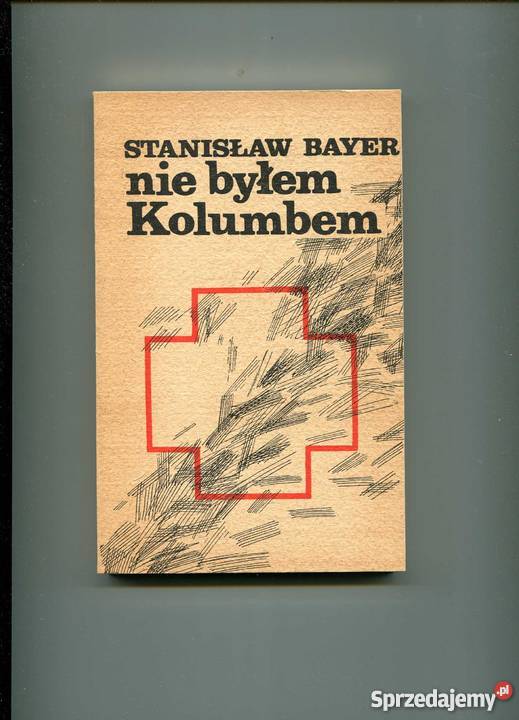 STANISŁAW BAYER
nie byłem
Kolumbem
Sprzedajemy.pl